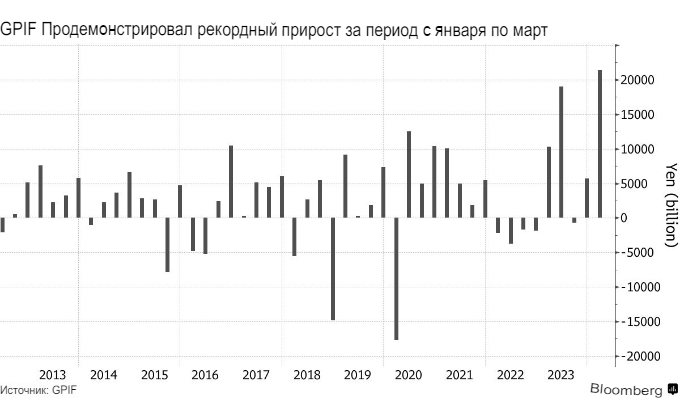 GPIF Продемонстрировал рекордный прирост за период с января по март
20000
15000
10000
5000
0
-5000
-10000
-15000
-20000
Yen (billion)
2013 2014 2015 2016 2017 2018 2019 2020 2021 2022 2023
Источник: GPIF
Bloomberg